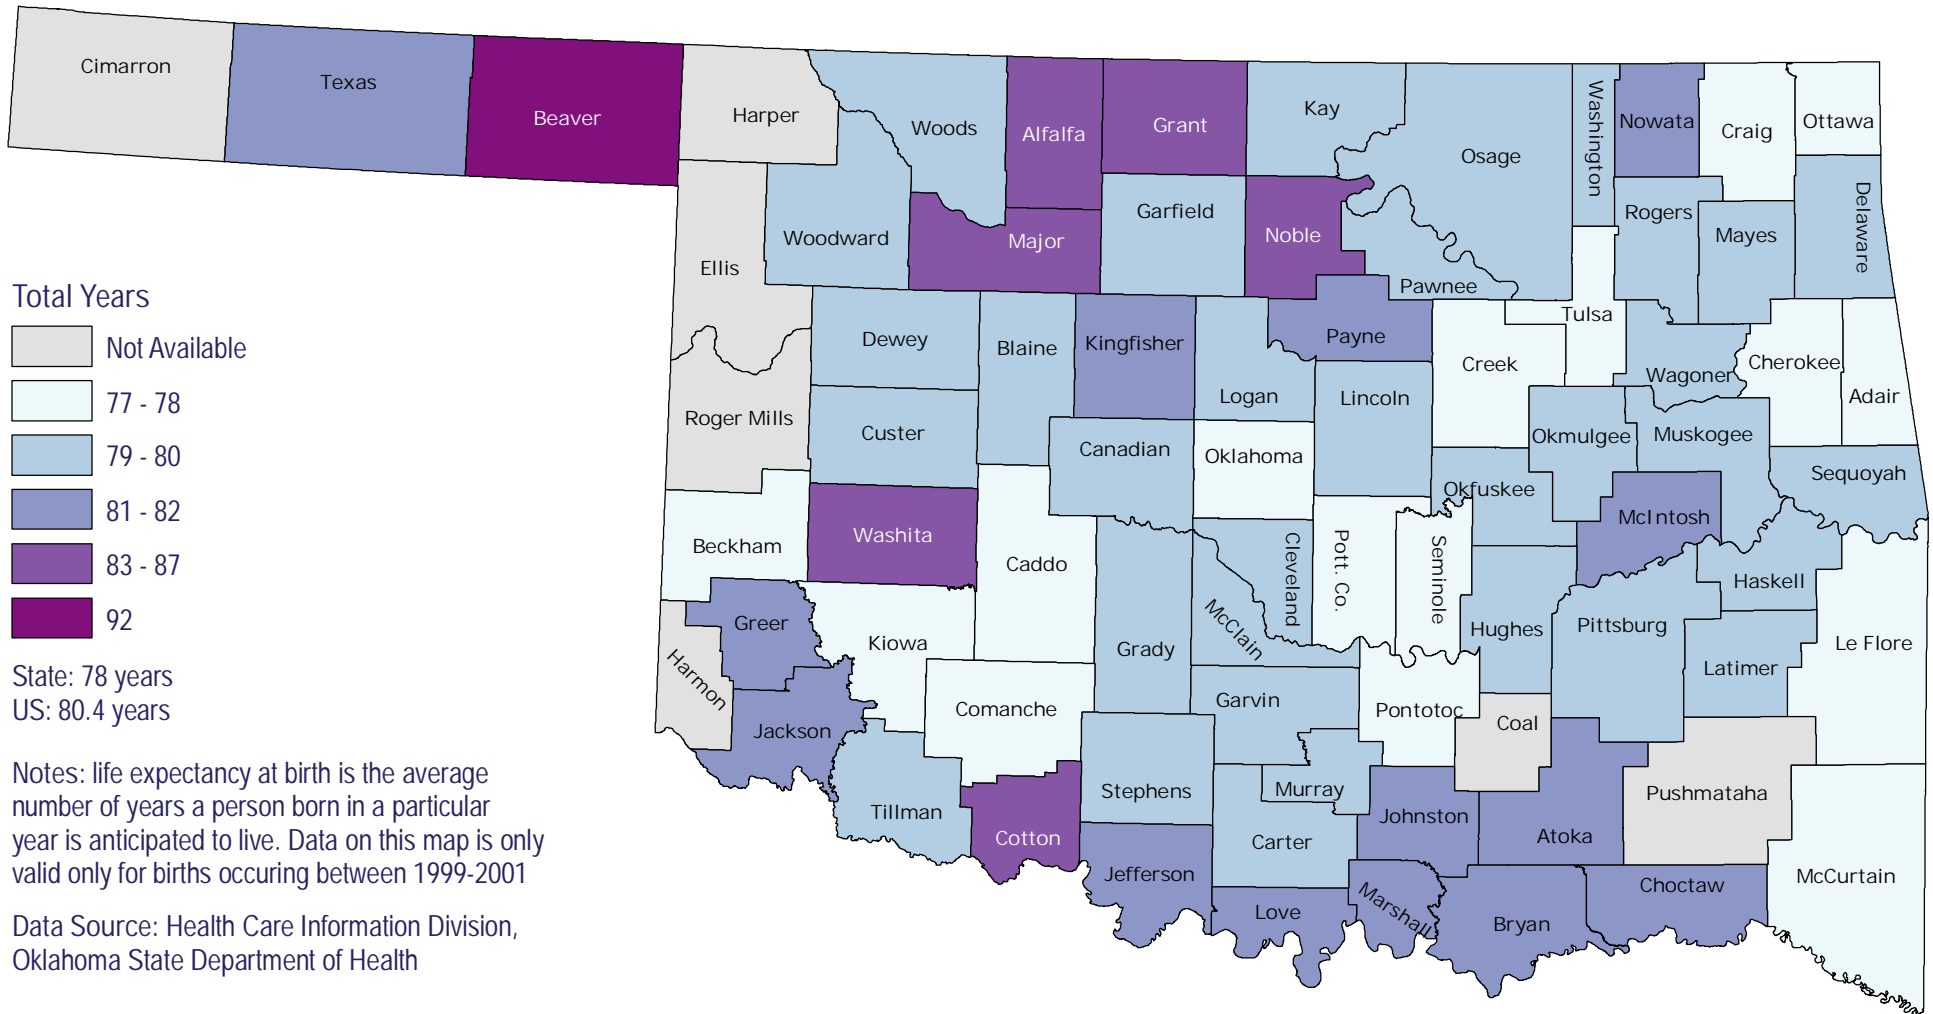 Cimarron
Texas
Beaver
Harper
Woods
Alfalfa
Grant
Kay
Osage
Washington
Nowata
Craig
Ottawa
Woodward
Major
Garfield
Noble
Pawnee
Rogers
Mayes
Delaware
Ellis
Dewey
Blaine
Kingfisher
Logan
Payne
Lincoln
Creek
Tulsa
Wagoner
Cherokee
Adair
Roger Mills
Custer
Canadian
Oklahoma
Okmulgee
Muskogee
Sequoyah
Okfuskee
McIntosh
Beckham
Washita
Caddo
Grady
McClain
Cleveland
Pott. Co.
Seminole
Hughes
Pittsburg
Haskell
Latimer
Le Flore
Greer
Kiowa
Harmon
Jackson
Comanche
Garvin
Pontotoc
Coal
Tillman
Cotton
Stephens
Murray
Carter
Johnston
Atoka
Pushmataha
McCurtain
Jefferson
Love
Marshall
Bryan
Choctaw
Total Years
Not Available
77 - 78
79 - 80
81 - 82
83 - 87
92
State: 78 years
US: 80.4 years
Notes: life expectancy at birth is the average
number of years a person born in a particular
year is anticipated to live. Data on this map is only
valid only for births occuring between 1999-2001
Data Source: Health Care Information Division,
Oklahoma State Department of Health